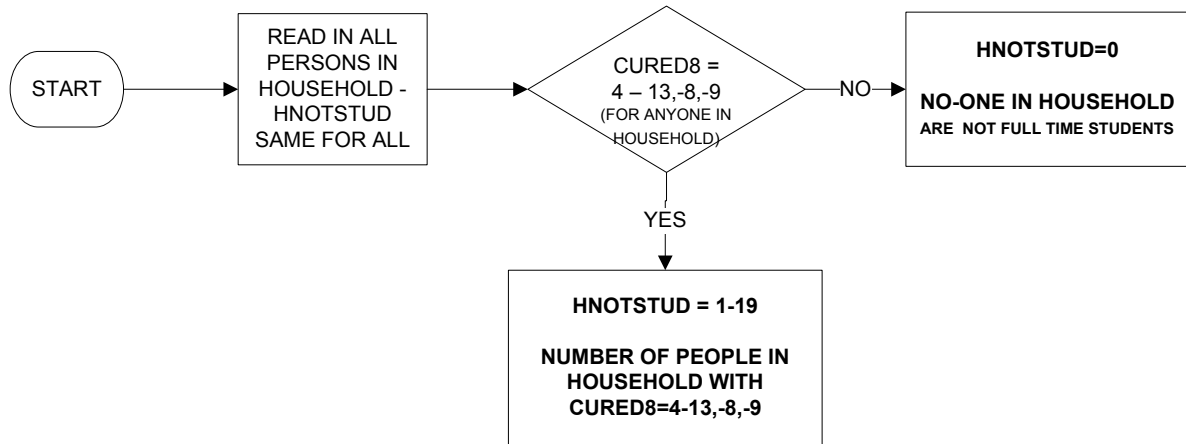 START
READ IN ALL
PERSONS IN
HOUSEHOLD -
HNOTSTUD
SAME FOR ALL
CURED8 =
4 – 13,-8,-9
(FOR ANYONE IN
HOUSEHOLD)
NO
HNOTSTUD=0
NO-ONE IN HOUSEHOLD
ARE NOT FULL TIME STUDENTS
YES
HNOTSTUD = 1-19
NUMBER OF PEOPLE IN
HOUSEHOLD WITH
CURED8=4-13,-8,-9